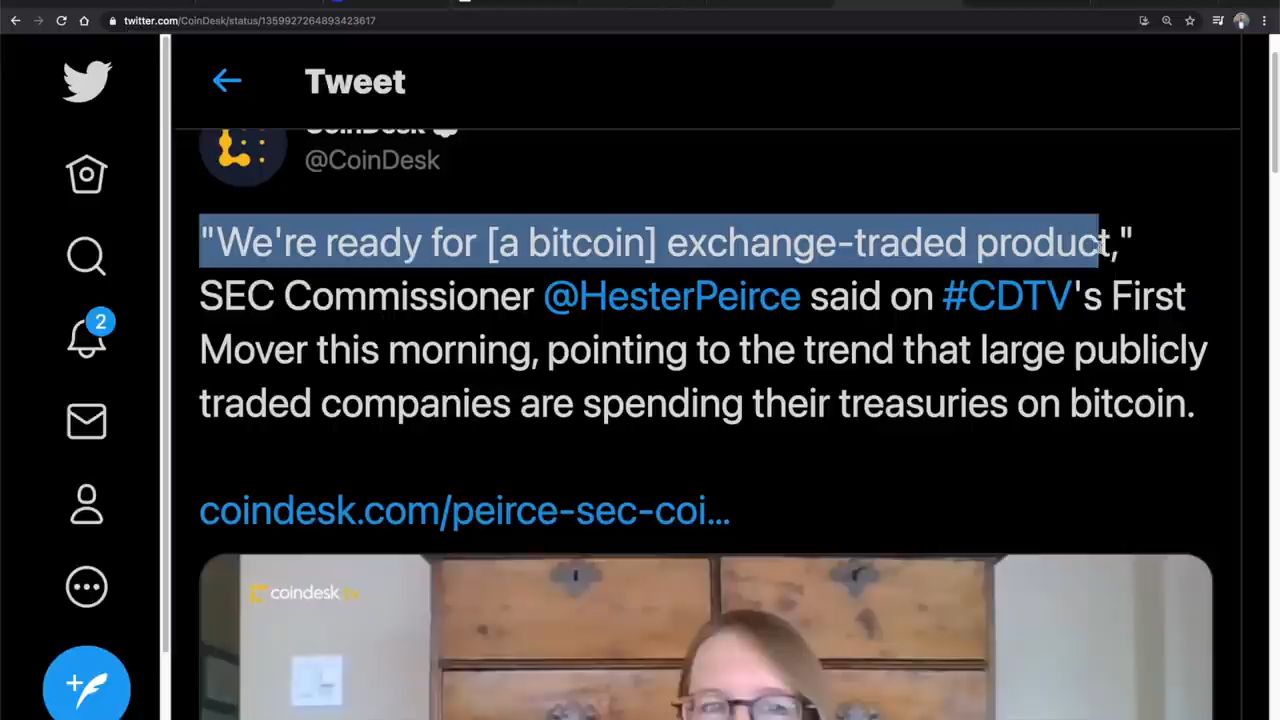 twitter.com/CoinDesk/status/1359927264893423617
Tweet
CoinDesk
@CoinDesk
"We're ready for [a bitcoin] exchange-traded product,"
SEC Commissioner @HesterPeirce said on #CDTV's First
Mover this morning, pointing to the trend that large publicly
traded companies are spending their treasuries on bitcoin.
coindesk.com/peirce-sec-coi...
2
coindesk tv